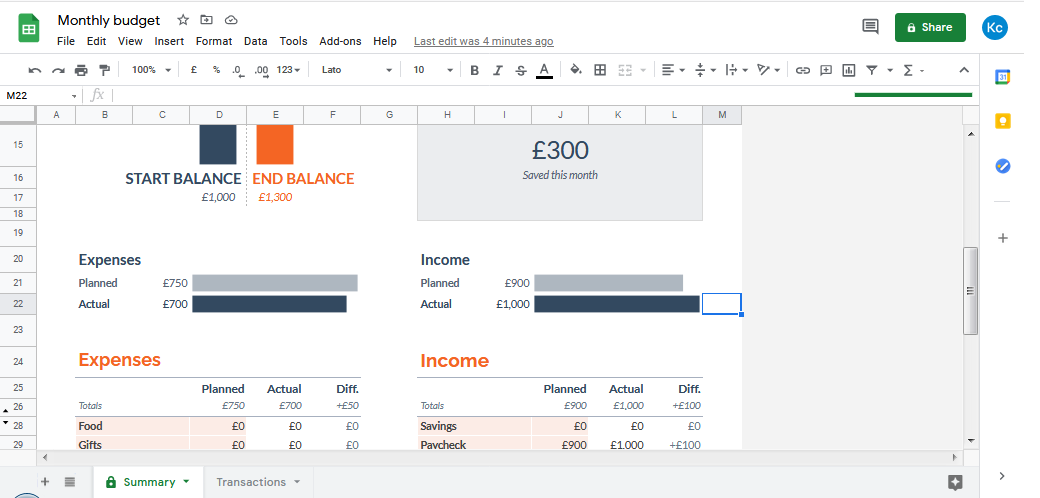 Monthly budget
File Edit View Insert Format Data Tools Add-ons Help Last edit was 4 minutes ago
Share
Kc
100% £ % .0 .00 123 Lato 10 B I S A Σ
31
M22 fx
A B C D E F G H I J K L M
15 £300
16 START BALANCE END BALANCE Saved this month
17 £1,000 £1,300
18
19
20 Expenses Income
21 Planned £750 Planned £900
22 Actual £700 Actual £1,000
23
24 Expenses Income
25 Planned Actual Diff. Planned Actual Diff.
26 Totals £750 £700 +£50 Totals £900 £1,000 +£100
28 Food £0 £0 £0 Savings £0 £0 £0
29 Gifts £0 £0 £0 Paycheck £900 £1,000 +£100
+ Summary Transactions